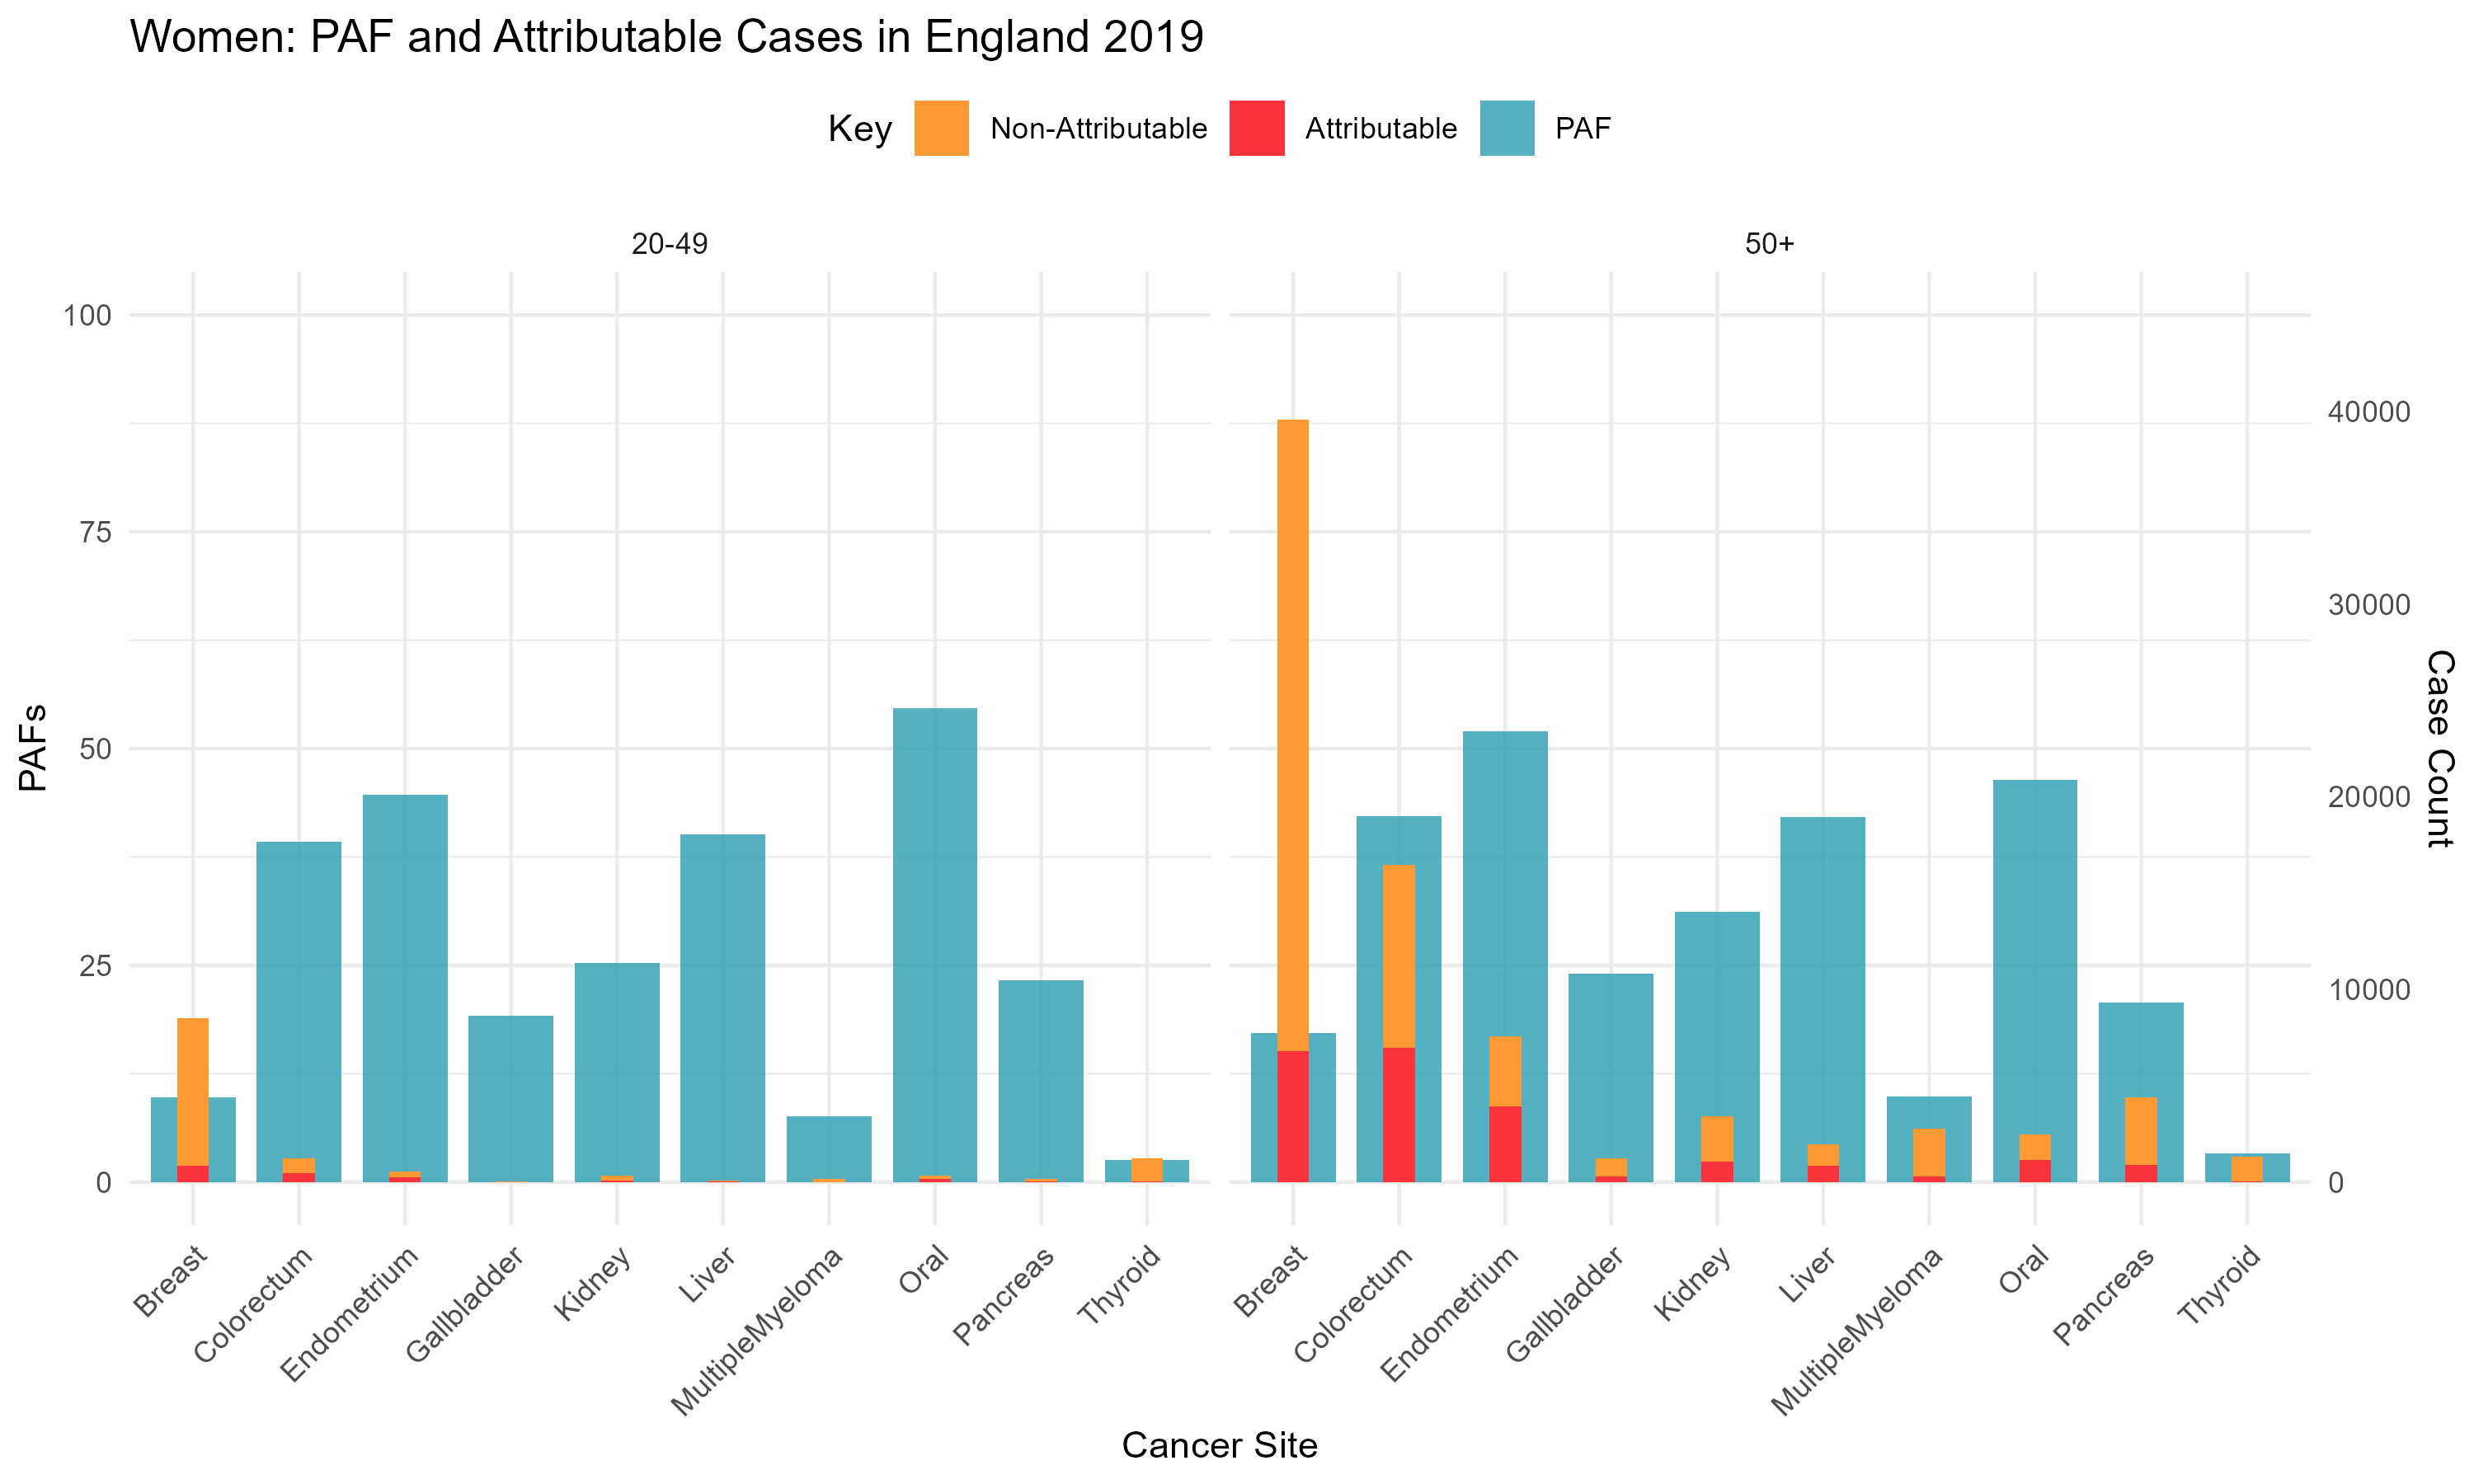 Women: PAF and Attributable Cases in England 2019
Key Non-Attributable Attributable PAF
20-49 50+
PAFs
100
75
50
25
0
40000
30000
20000
10000
0
Case Count
Breast Colorectum Endometrium Gallbladder Kidney Liver MultipleMyeloma Oral Pancreas Thyroid
Breast Colorectum Endometrium Gallbladder Kidney Liver MultipleMyeloma Oral Pancreas Thyroid
Cancer Site